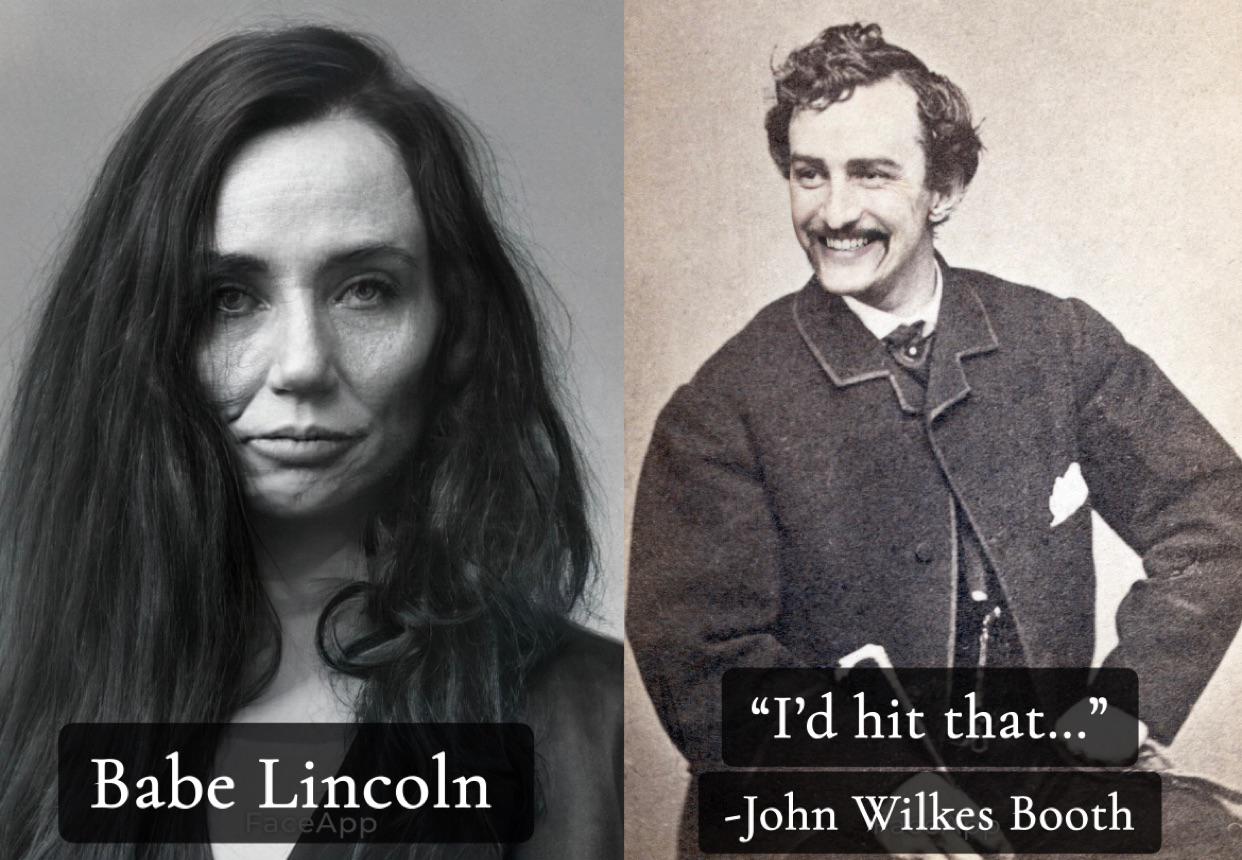 Babe Lincoln
FaceApp
“I’d hit that...”
-John Wilkes Booth